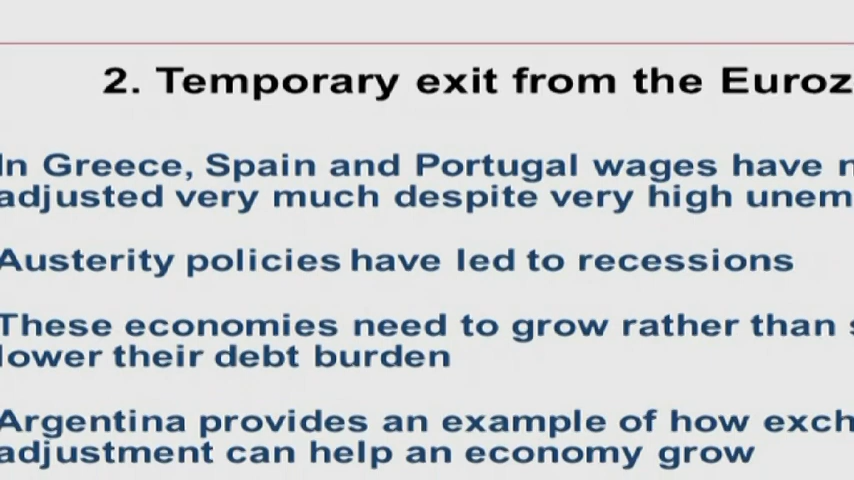 2. Temporary exit from the Euroz
In Greece, Spain and Portugal wages have n
adjusted very much despite very high unem
Austerity policies have led to recessions
These economies need to grow rather than s
lower their debt burden
Argentina provides an example of how exch
adjustment can help an economy grow